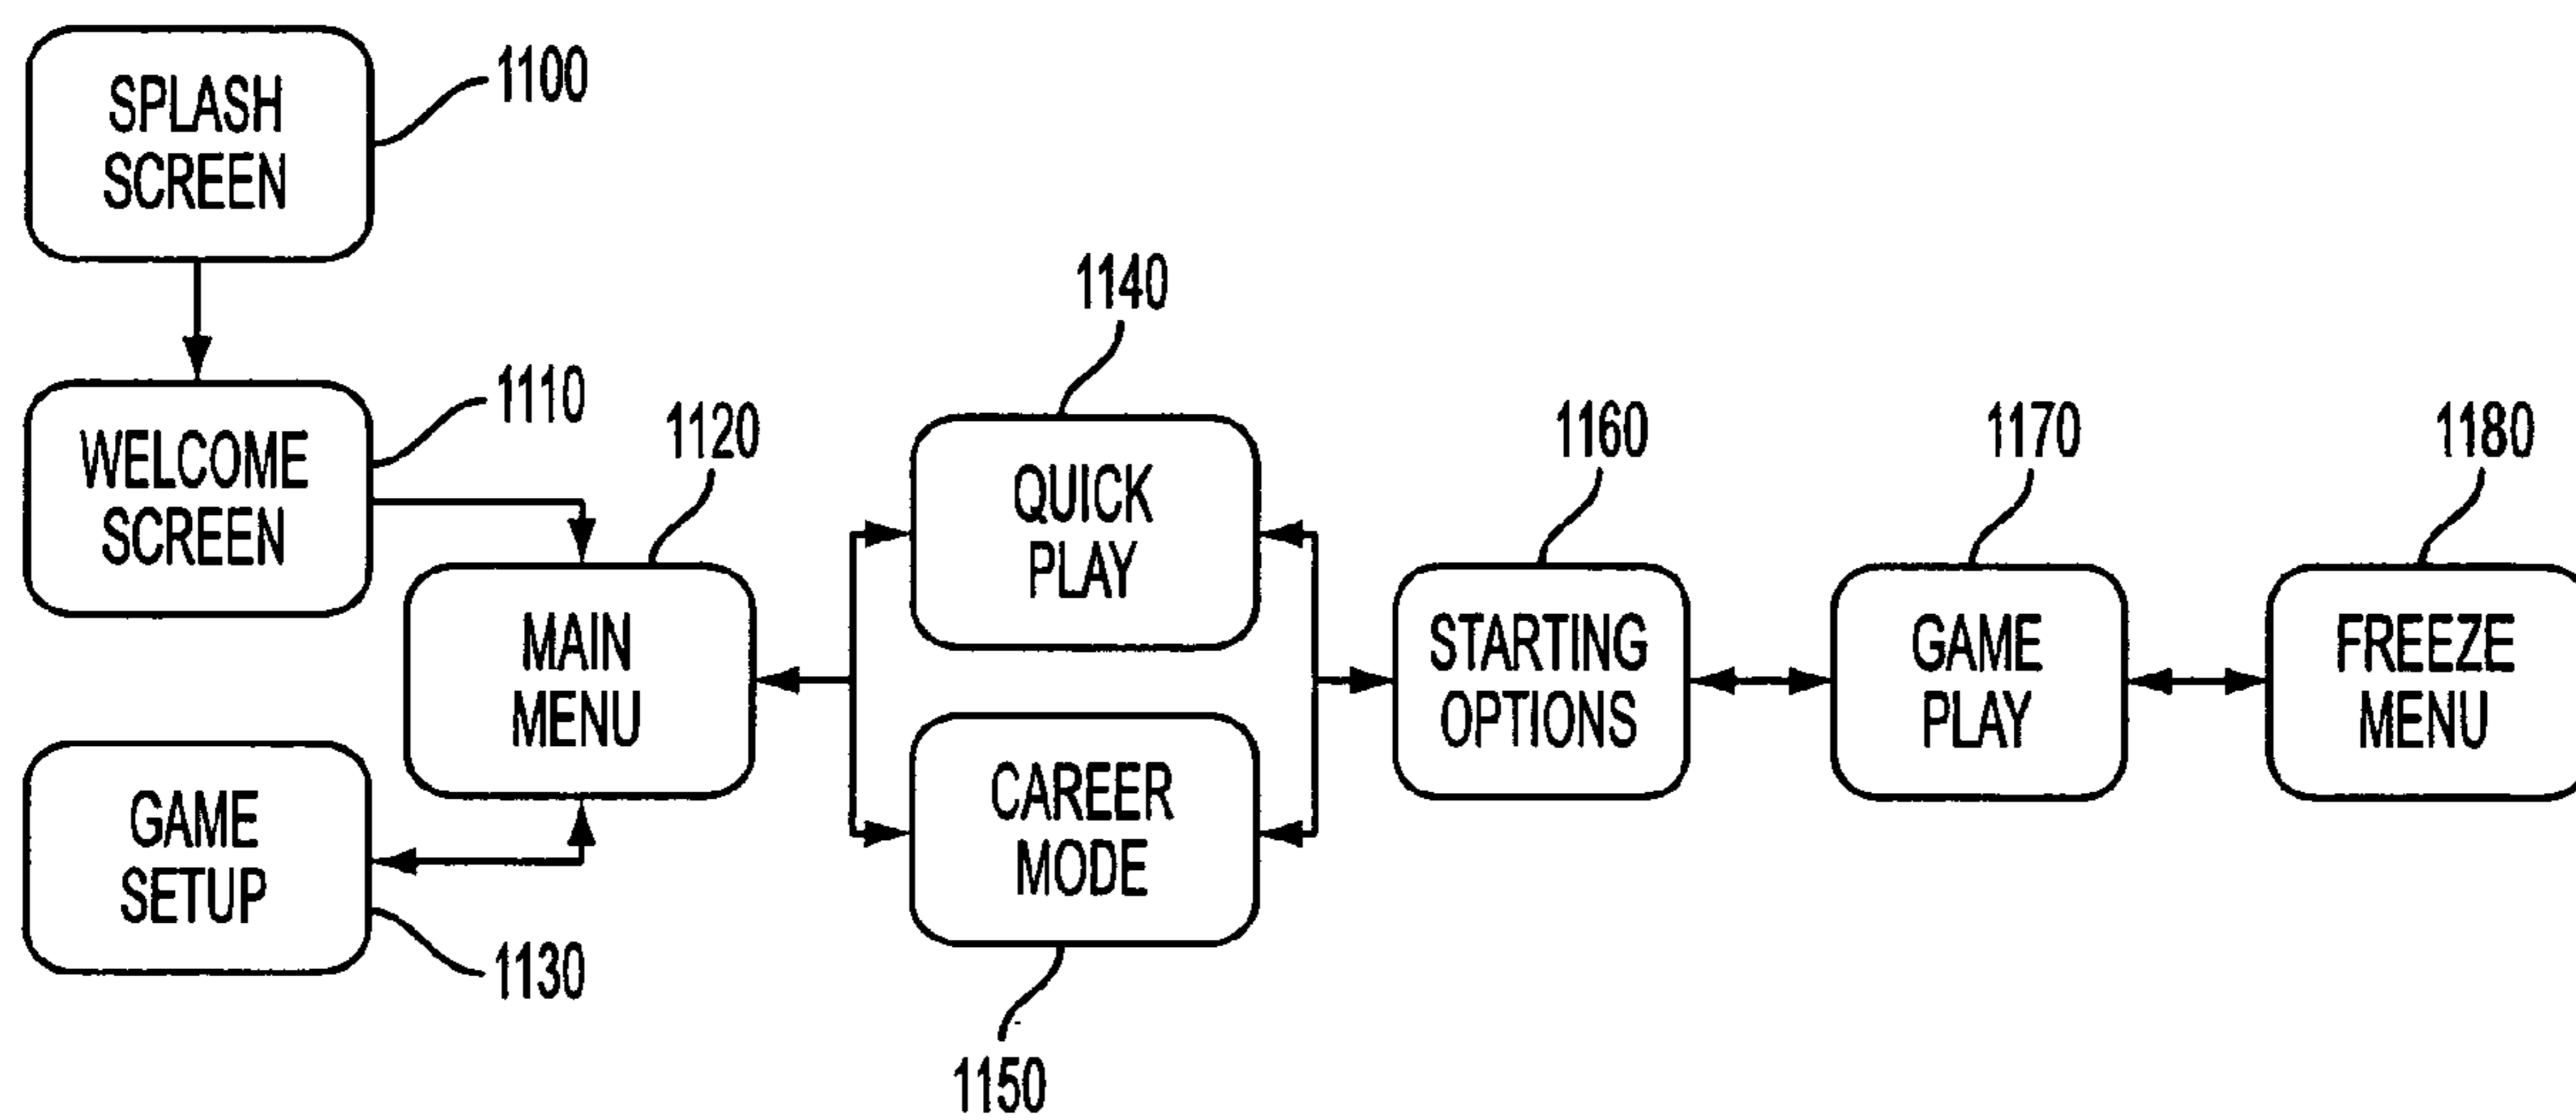 SPLASH
SCREEN
1100
WELCOME
SCREEN
1110
MAIN
MENU
1120
GAME
SETUP
1130
QUICK
PLAY
1140
CAREER
MODE
1150
STARTING
OPTIONS
1160
GAME
PLAY
1170
FREEZE
MENU
1180